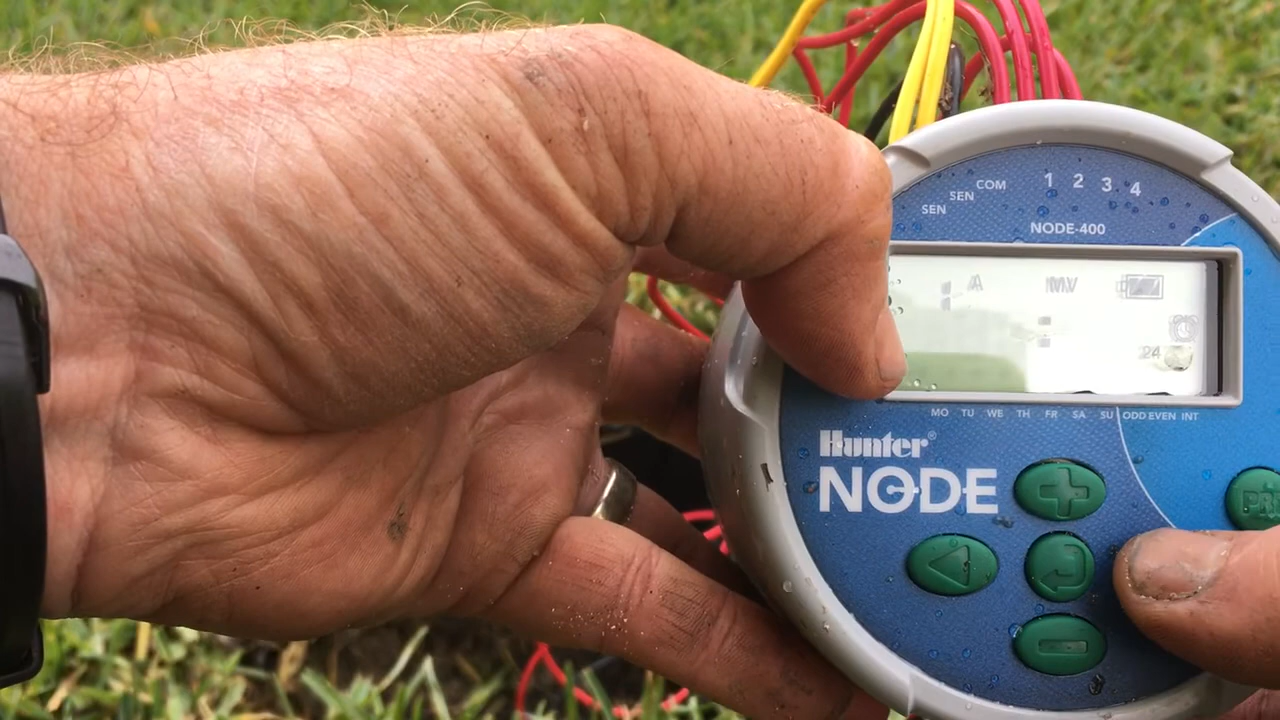 SEN SEN COM 1 2 3 4
NODE-400
A MV
24
MO TU WE TH FR SA SU ODD EVEN INT
Hunter®
NODE